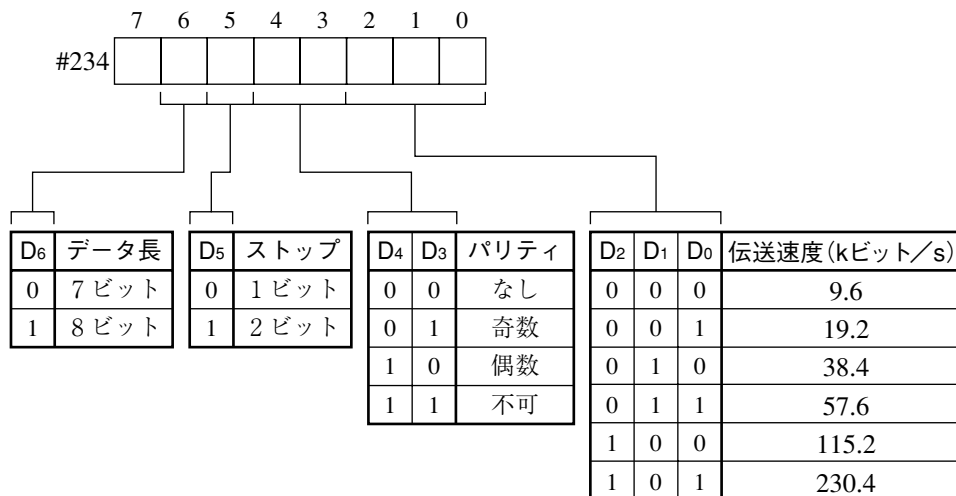 7 6 5 4 3 2 1 0
#234
D6 データ長
0 7ビット
1 8ビット
D5 ストップ
0 1ビット
1 2ビット
D4 D3 パリティ
0 0 なし
0 1 奇数
1 0 偶数
1 1 不可
D2 D1 D0 伝送速度(kビット/s)
0 0 0 9.6
0 0 1 19.2
0 1 0 38.4
0 1 1 57.6
1 0 0 115.2
1 0 1 230.4